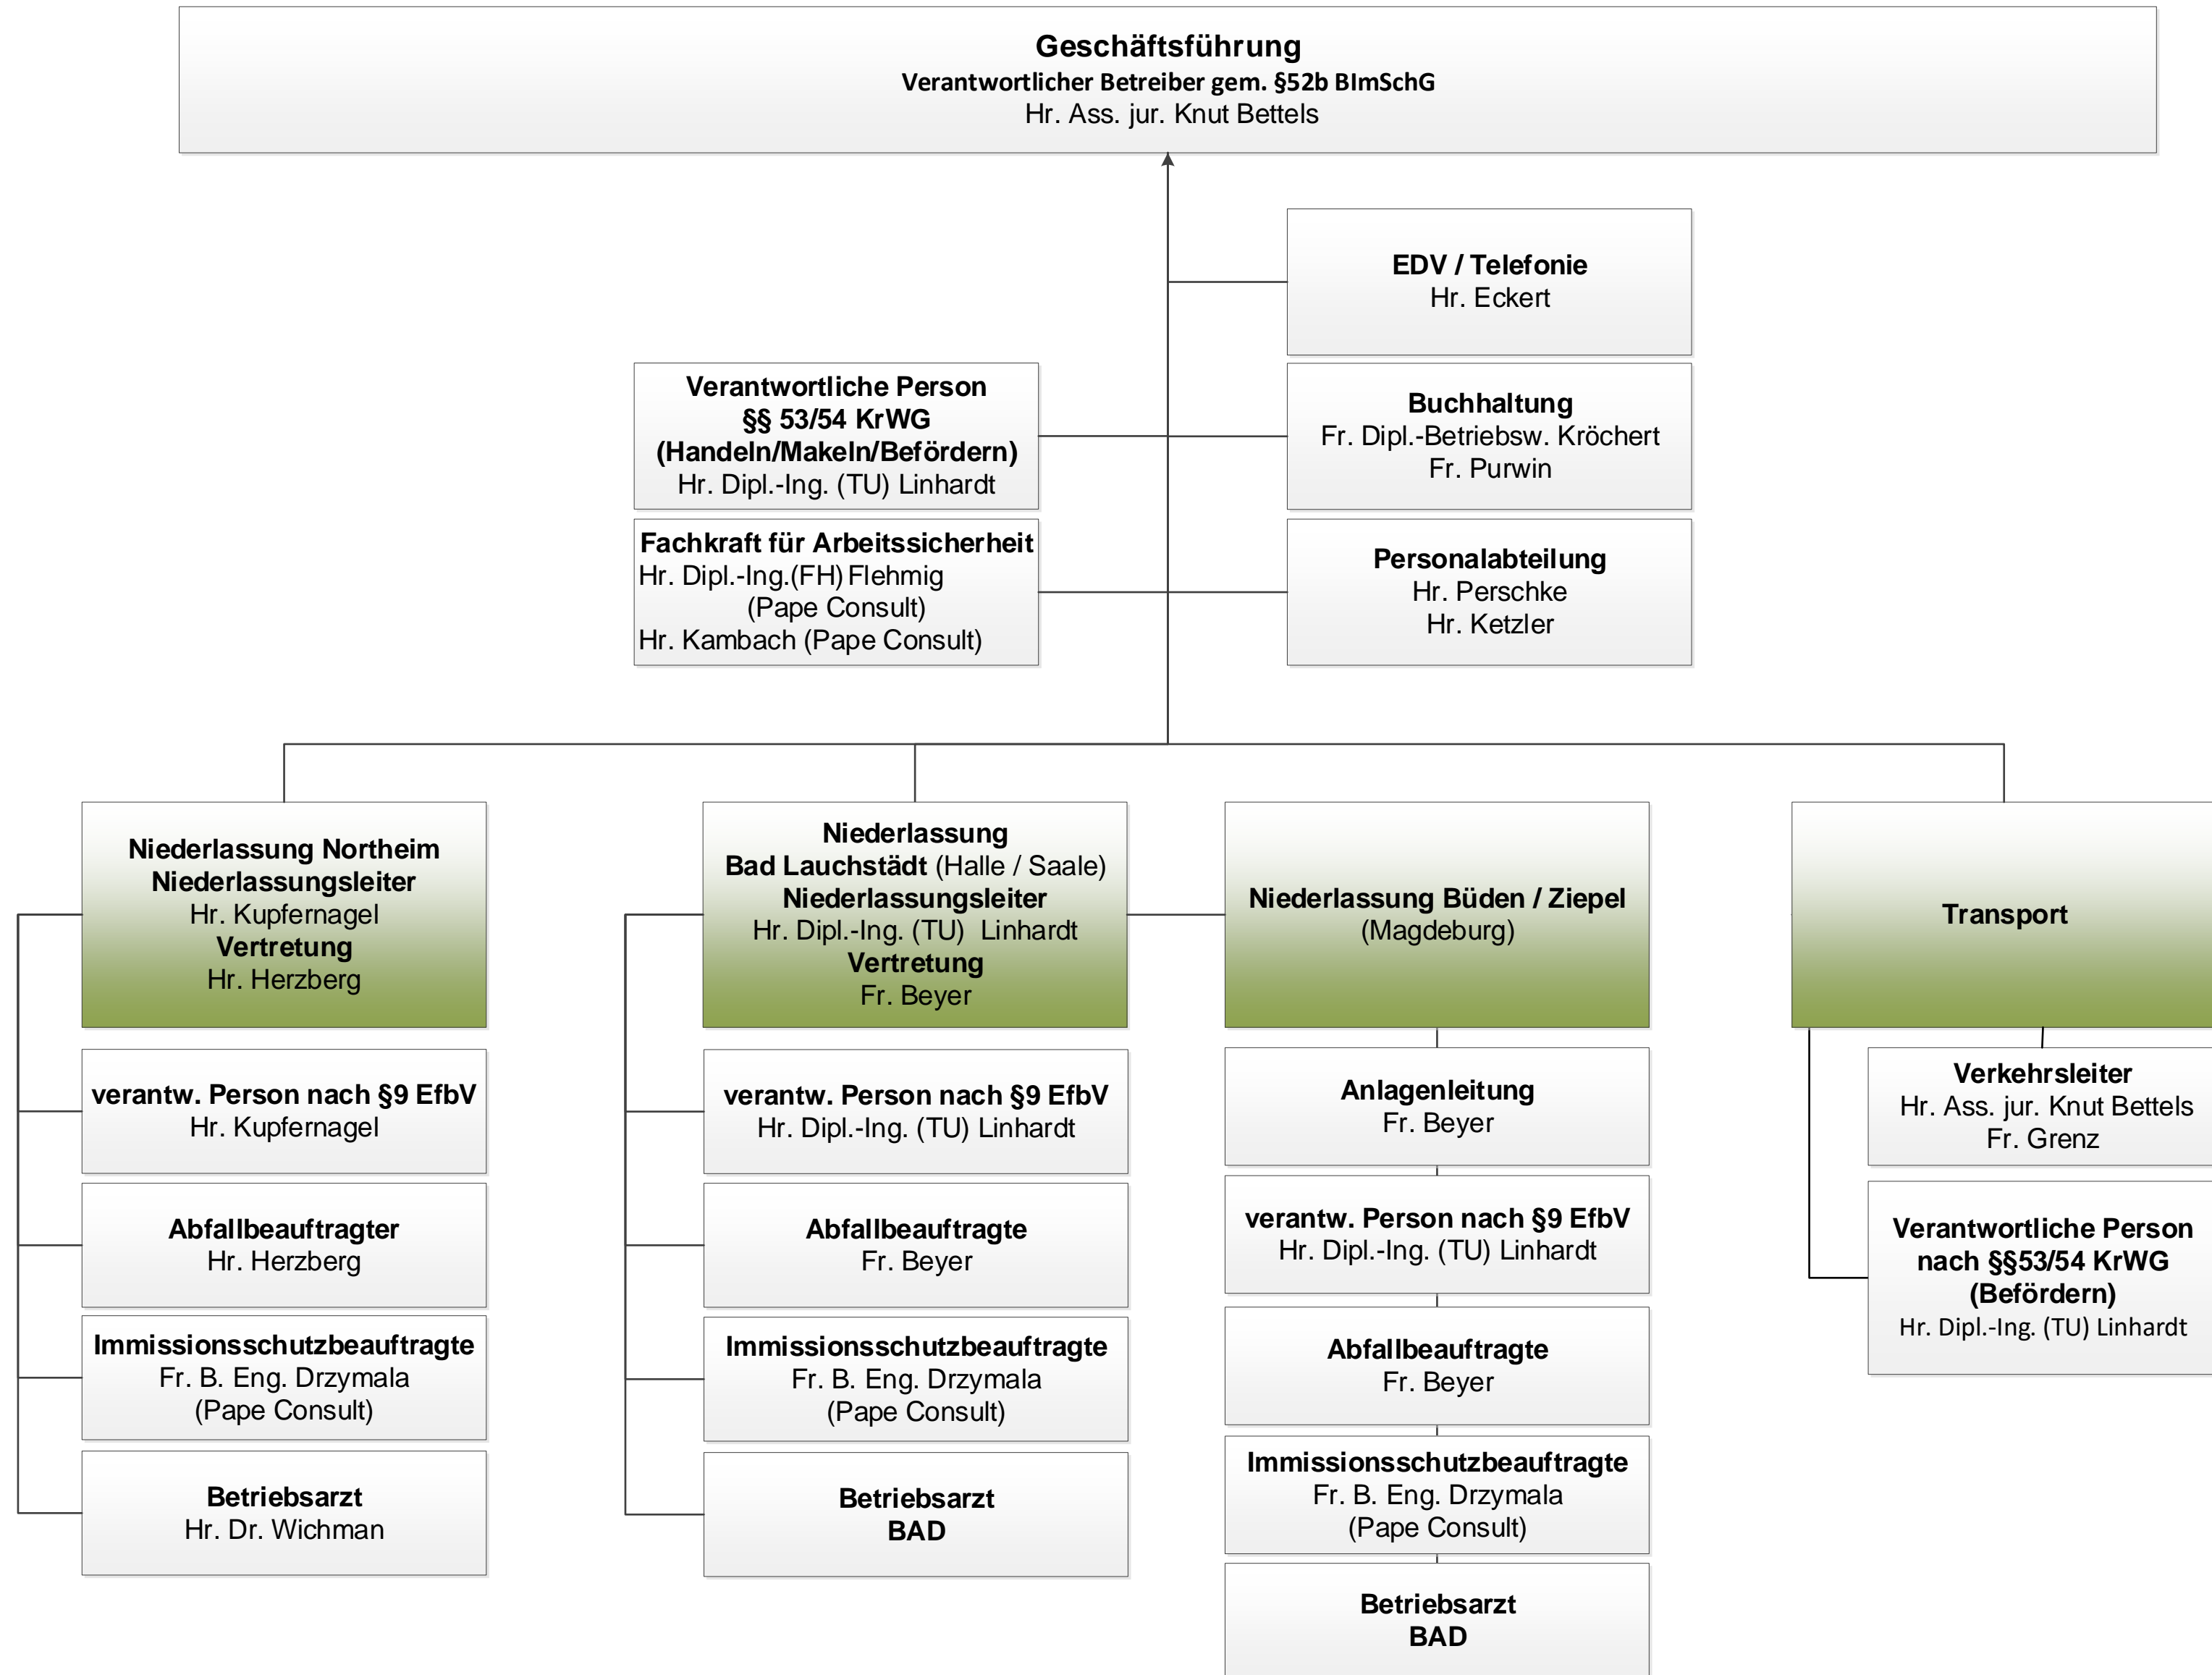 Geschäftsführung
Verantwortlicher Betreiber gem. §52b BImSchG
Hr. Ass. jur. Knut Bettels
EDV / Telefonie
Hr. Eckert
Verantwortliche Person
§§ 53/54 KrWG
(Handeln/Makeln/Befördern)
Hr. Dipl.-Ing. (TU) Linhardt
Buchhaltung
Fr. Dipl.-Betriebsw. Kröchert
Fr. Purwin
Fachkraft für Arbeitssicherheit
Hr. Dipl.-Ing.(FH) Flehmig
(Pape Consult)
Hr. Kambach (Pape Consult)
Personalabteilung
Hr. Perschke
Hr. Ketzler
Niederlassung Northeim
Niederlassungsleiter
Hr. Kupfernagel
Vertretung
Hr. Herzberg
verantw. Person nach §9 EfbV
Hr. Kupfernagel
Abfallbeauftragter
Hr. Herzberg
Immissionsschutzbeauftragte
Fr. B. Eng. Drzymala
(Pape Consult)
Betriebsarzt
Hr. Dr. Wichman
Niederlassung
Bad Lauchstädt (Halle / Saale)
Niederlassungsleiter
Hr. Dipl.-Ing. (TU) Linhardt
Vertretung
Fr. Beyer
verantw. Person nach §9 EfbV
Hr. Dipl.-Ing. (TU) Linhardt
Abfallbeauftragte
Fr. Beyer
Immissionsschutzbeauftragte
Fr. B. Eng. Drzymala
(Pape Consult)
Betriebsarzt
BAD
Niederlassung Büden / Ziepel
(Magdeburg)
Anlagenleitung
Fr. Beyer
verantw. Person nach §9 EfbV
Hr. Dipl.-Ing. (TU) Linhardt
Abfallbeauftragte
Fr. Beyer
Immissionsschutzbeauftragte
Fr. B. Eng. Drzymala
(Pape Consult)
Betriebsarzt
BAD
Transport
Verkehrsleiter
Hr. Ass. jur. Knut Bettels
Fr. Grenz
Verantwortliche Person
nach §§53/54 KrWG
(Befördern)
Hr. Dipl.-Ing. (TU) Linhardt